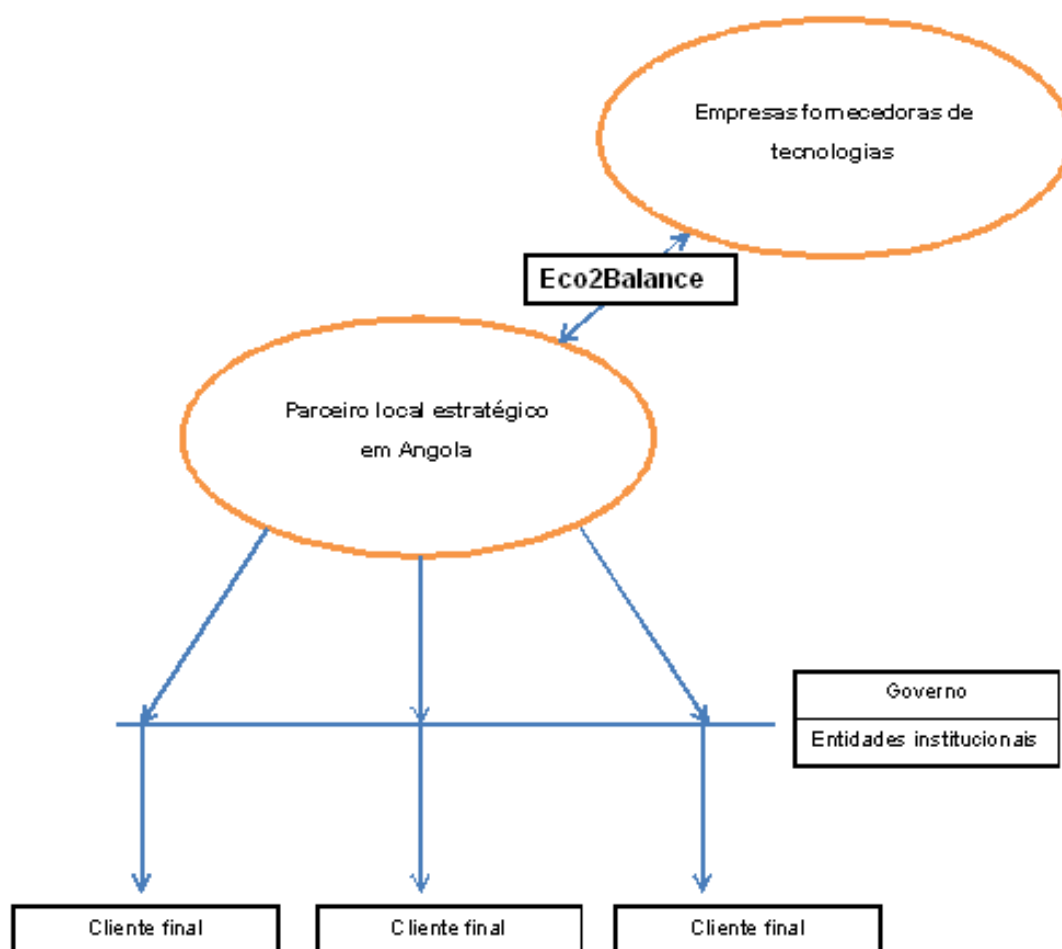 Empresas fornecedoras de
tecnologias
Eco2Balance
Parceiro local estratégico
em Angola
Governo
Entidades institucionais
Cliente final
Cliente final
Cliente final